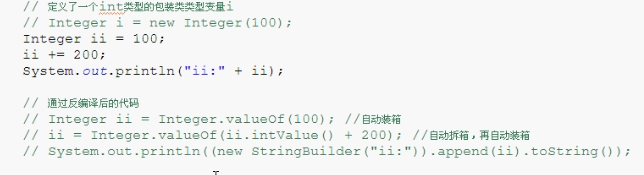 // 定义了一个int类型的包装类类型变量i
// Integer i = new Integer(100);
Integer ii = 100;
ii += 200;
System.out.println("ii:" + ii);
// 通过反编译后的代码
// Integer ii = Integer.valueOf(100); //自动装箱
// ii = Integer.valueOf(ii.intValue() + 200); //自动拆箱，再自动装箱
// System.out.println((new StringBuilder("ii:")).append(ii).toString());